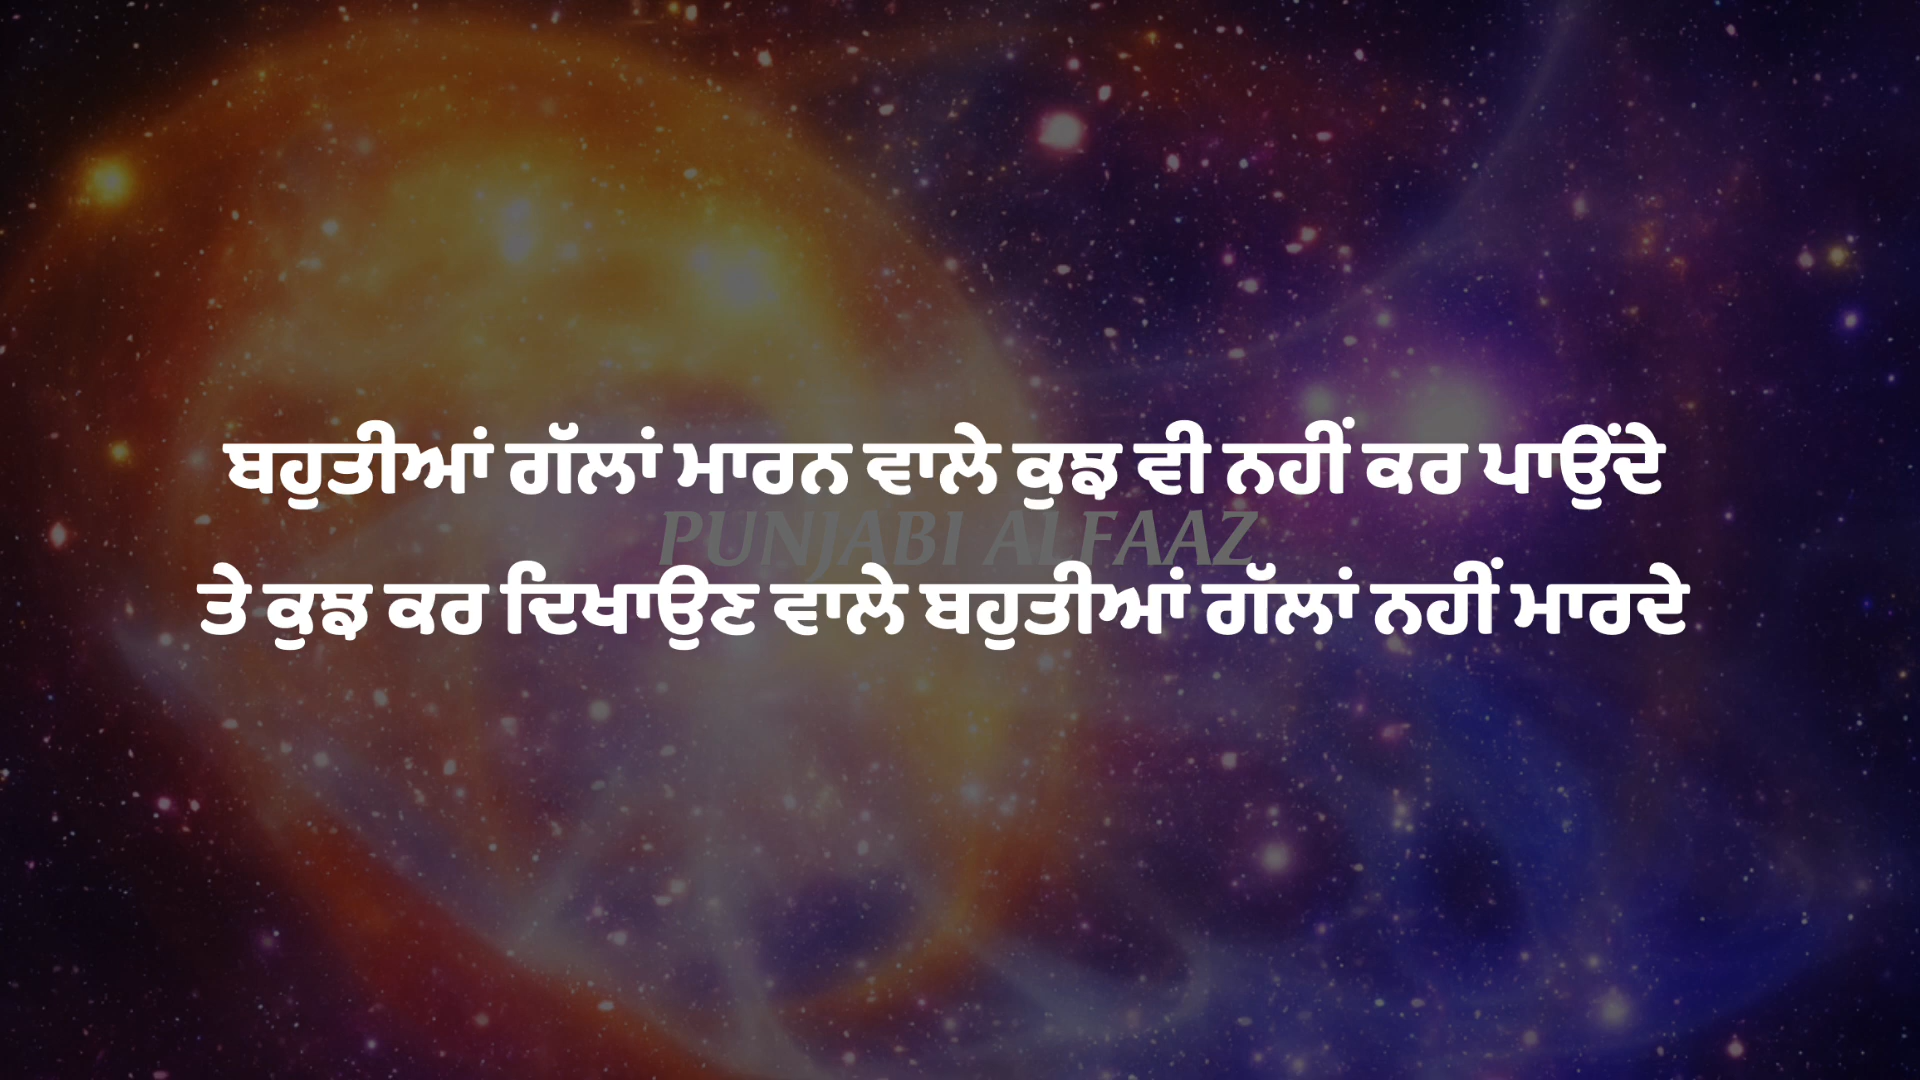 ਬਹੁਤੀਆਂ ਗੱਲਾਂ ਮਾਰਨ ਵਾਲੇ ਕੁਝ ਵੀ ਨਹੀਂ ਕਰ ਪਾਉਂਦੇ
PUNJABI ALFAAZ
ਤੇ ਕੁਝ ਕਰ ਦਿਖਾਉਣ ਵਾਲੇ ਬਹੁਤੀਆਂ ਗੱਲਾਂ ਨਹੀਂ ਮਾਰਦੇ